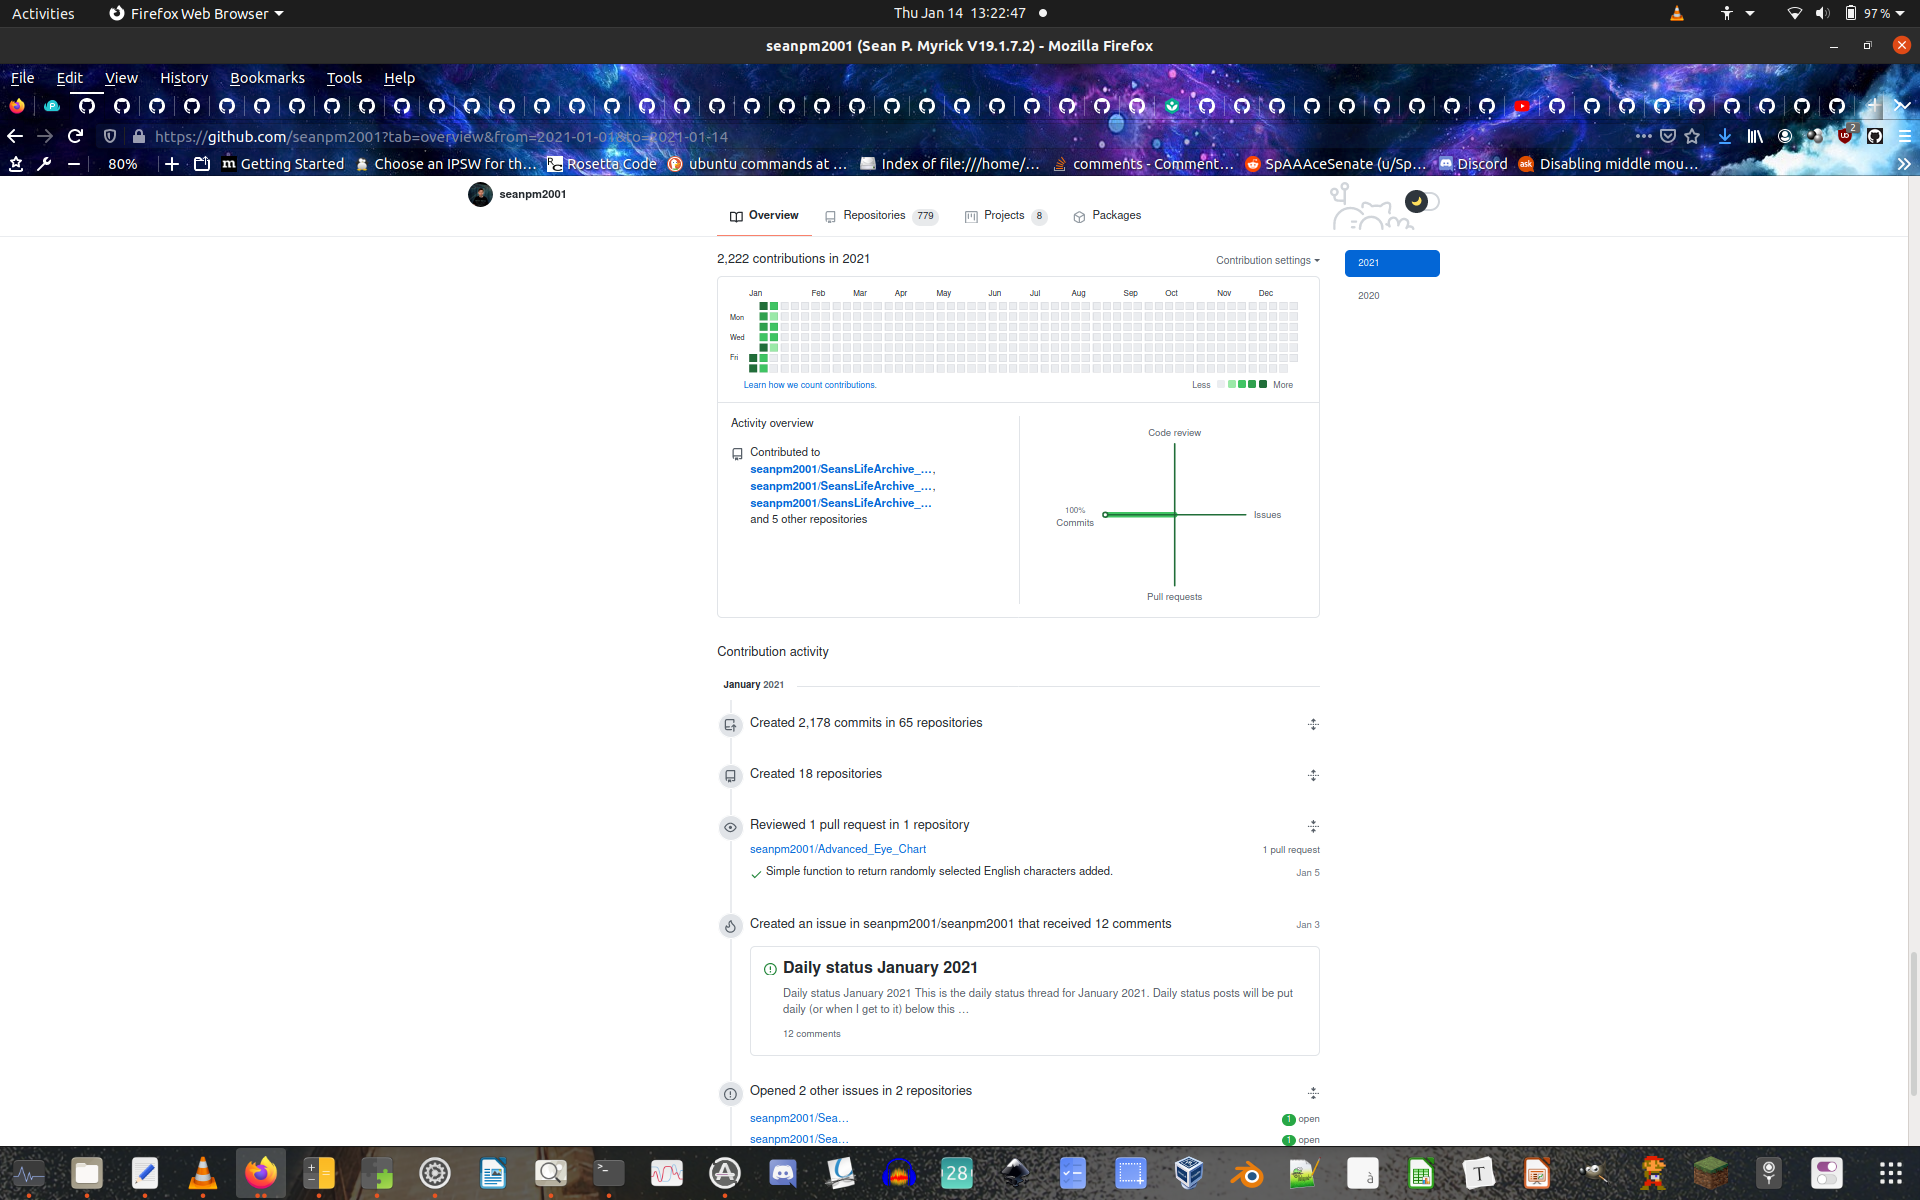 Activities
Firefox Web Browser
Thu Jan 14 13:22:47
97 %
seanpm2001 (Sean P. Myrick V19.1.7.2) - Mozilla Firefox
File Edit View History Bookmarks Tools Help
https://github.com/seanpm2001?tab=overview&from=2021-01-01&to=2021-01-14
2
80%
Getting Started
Choose an IPSW for th…
Rosetta Code
ubuntu commands at …
Index of file:///home/…
comments - Comment…
SpAAAceSenate (u/Sp…
Discord
Disabling middle mou…
seanpm2001
Overview
Repositories 779
Projects 8
Packages
2,222 contributions in 2021
Contribution settings
2021
2020
Jan Feb Mar Apr May Jun Jul Aug Sep Oct Nov Dec
Mon
Wed
Fri
Learn how we count contributions.
Less More
Activity overview
Contributed to
seanpm2001/SeansLifeArchive_…,
seanpm2001/SeansLifeArchive_…,
seanpm2001/SeansLifeArchive_…
and 5 other repositories
Code review
100%
Commits
Issues
Pull requests
Contribution activity
January 2021
Created 2,178 commits in 65 repositories
Created 18 repositories
Reviewed 1 pull request in 1 repository
seanpm2001/Advanced_Eye_Chart 1 pull request
Simple function to return randomly selected English characters added. Jan 5
Created an issue in seanpm2001/seanpm2001 that received 12 comments Jan 3
Daily status January 2021
Daily status January 2021 This is the daily status thread for January 2021. Daily status posts will be put
daily (or when I get to it) below this …
12 comments
Opened 2 other issues in 2 repositories
seanpm2001/Sea… 1 open
seanpm2001/Sea… 1 open
28